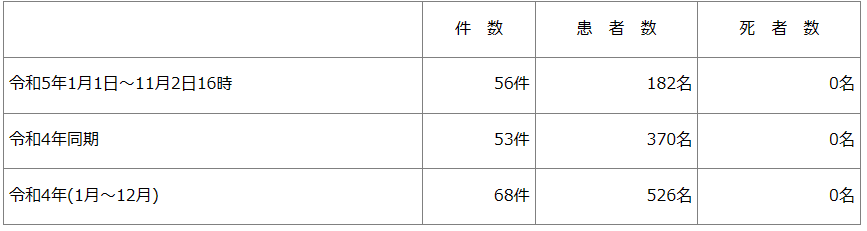 件 数 患 者 数 死 者 数
令和5年1月1日～11月2日16時 56件 182名 0名
令和4年同期 53件 370名 0名
令和4年(1月～12月) 68件 526名 0名